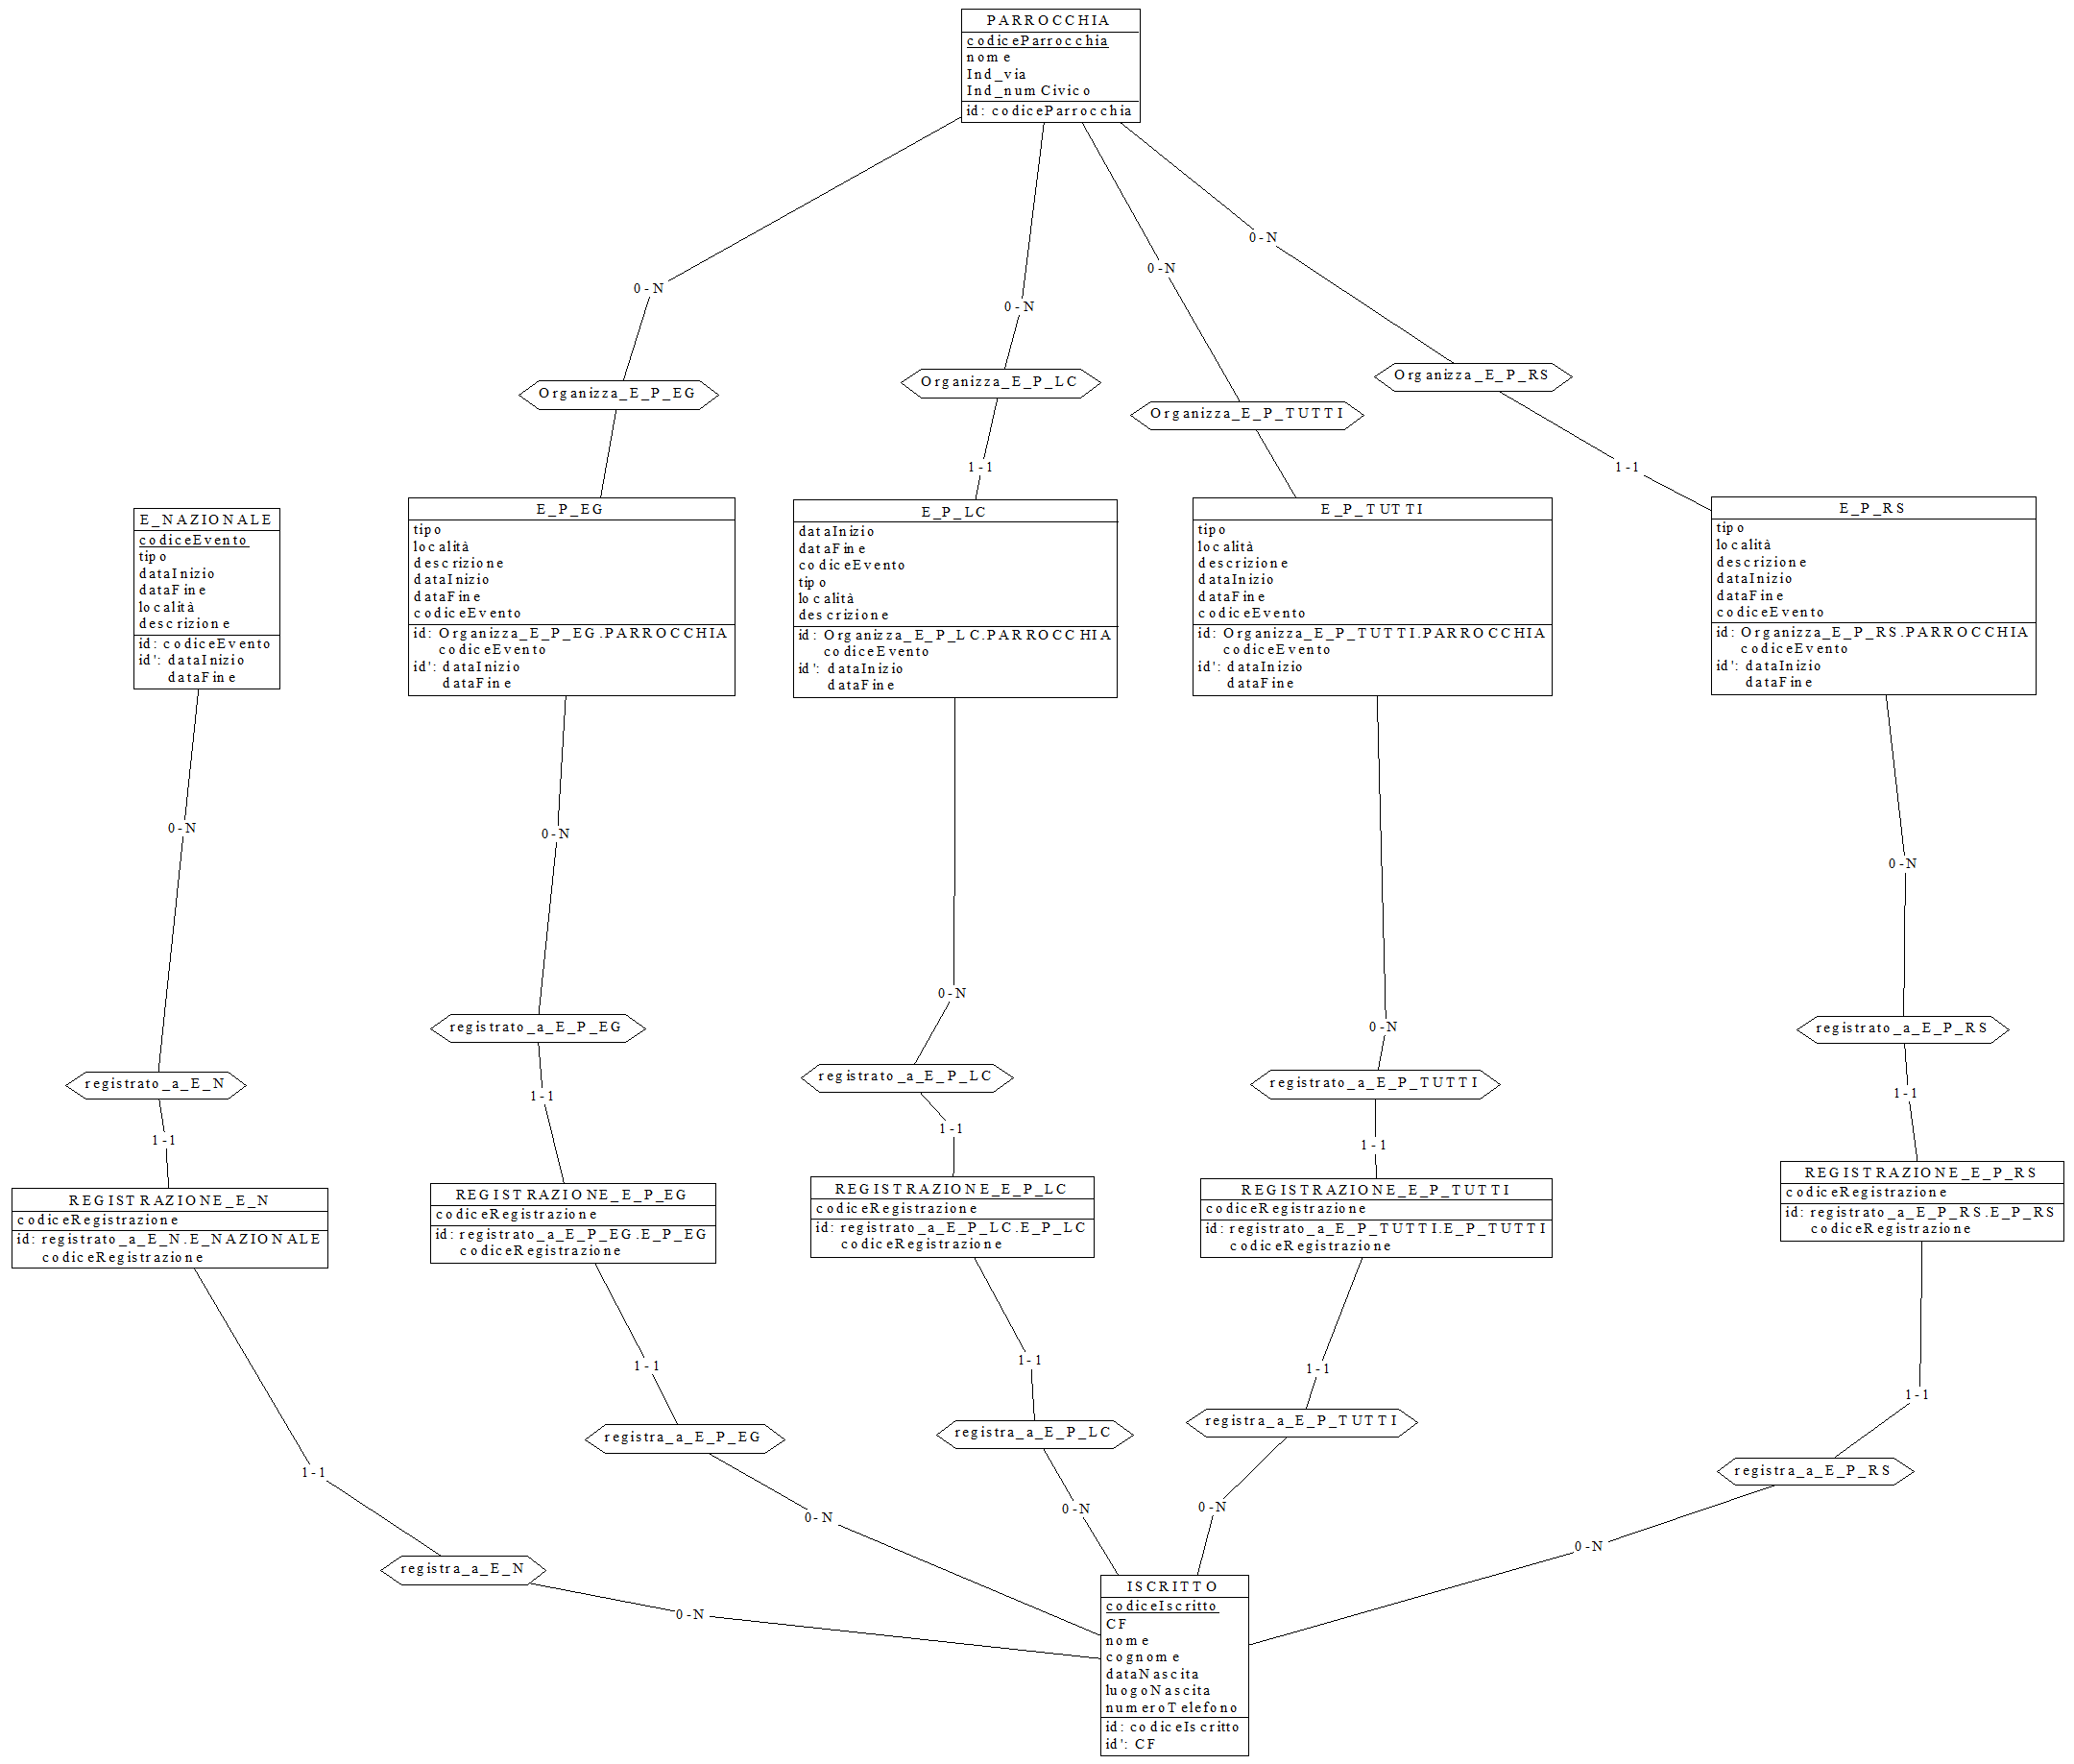 PARROCCHIA
codiceParrocchia
nome
Ind_via
Ind_numCivico
id: codiceParrocchia
0-N
0-N
0-N
0-N
Organizza_E_P_EG
Organizza_E_P_LC
Organizza_E_P_TUTTI
Organizza_E_P_RS
1-1
1-1
E_NAZIONALE
codiceEvento
tipo
dataInizio
dataFine
località
descrizione
id: codiceEvento
id': dataInizio
dataFine
E_P_EG
tipo
località
descrizione
dataInizio
dataFine
codiceEvento
id: Organizza_E_P_EG.PARROCCHIA
codiceEvento
id': dataInizio
dataFine
E_P_LC
dataInizio
dataFine
codiceEvento
tipo
località
descrizione
id: Organizza_E_P_LC.PARROCCHIA
codiceEvento
id': dataInizio
dataFine
E_P_TUTTI
tipo
località
descrizione
dataInizio
dataFine
codiceEvento
id: Organizza_E_P_TUTTI.PARROCCHIA
codiceEvento
id': dataInizio
dataFine
E_P_RS
tipo
località
descrizione
dataInizio
dataFine
codiceEvento
id: Organizza_E_P_RS.PARROCCHIA
codiceEvento
id': dataInizio
dataFine
0-N
0-N
0-N
0-N
0-N
registrato_a_E_N
registrato_a_E_P_EG
registrato_a_E_P_LC
registrato_a_E_P_TUTTI
registrato_a_E_P_RS
1-1
1-1
1-1
1-1
1-1
REGISTRAZIONE_E_N
codiceRegistrazione
id: registrato_a_E_N.E_NAZIONALE
codiceRegistrazione
REGISTRAZIONE_E_P_EG
codiceRegistrazione
id: registrato_a_E_P_EG.E_P_EG
codiceRegistrazione
REGISTRAZIONE_E_P_LC
codiceRegistrazione
id: registrato_a_E_P_LC.E_P_LC
codiceRegistrazione
REGISTRAZIONE_E_P_TUTTI
codiceRegistrazione
id: registrato_a_E_P_TUTTI.E_P_TUTTI
codiceRegistrazione
REGISTRAZIONE_E_P_RS
codiceRegistrazione
id: registrato_a_E_P_RS.E_P_RS
codiceRegistrazione
1-1
1-1
1-1
1-1
1-1
registra_a_E_N
registra_a_E_P_EG
registra_a_E_P_LC
registra_a_E_P_TUTTI
registra_a_E_P_RS
0-N
0-N
0-N
0-N
0-N
ISCRITTO
codiceIscritto
CF
nome
cognome
dataNascita
luogoNascita
numeroTelefono
id: codiceIscritto
id': CF